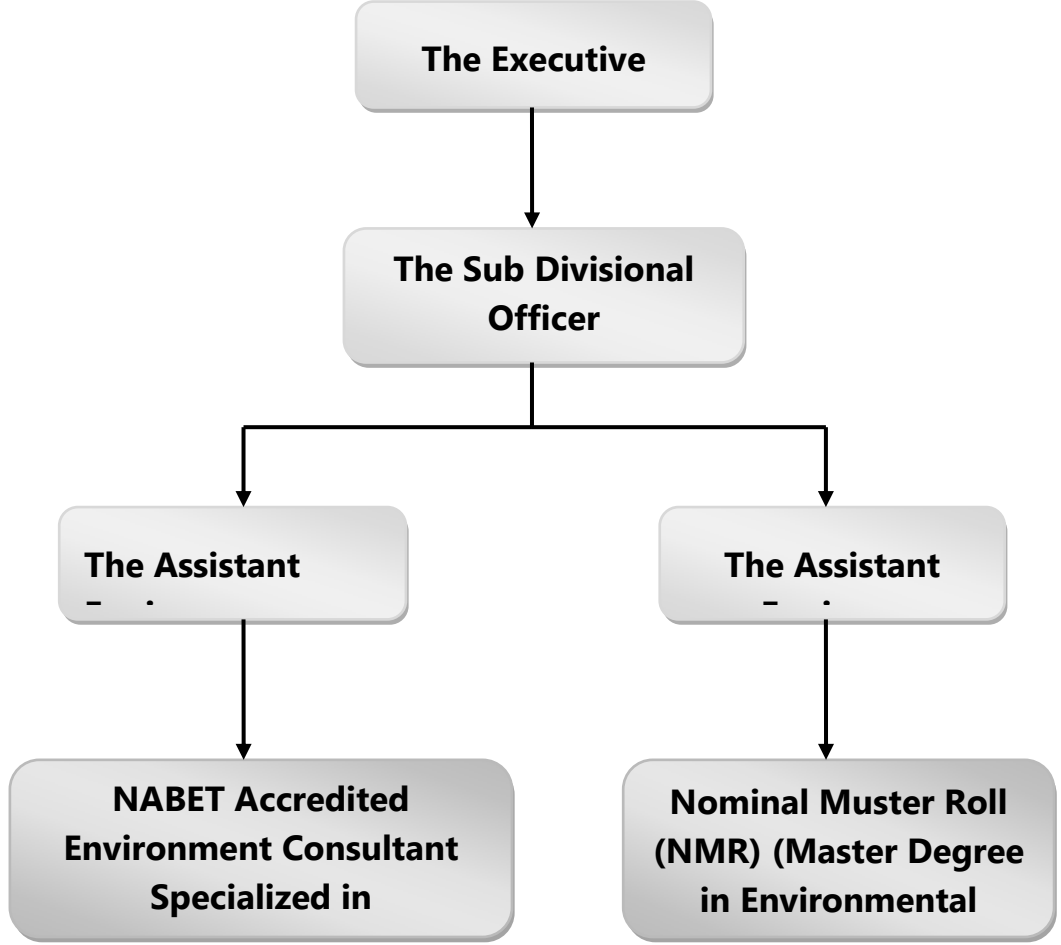 The Executive
The Sub Divisional
Officer
The Assistant
The Assistant
NABET Accredited
Environment Consultant
Specialized in
Nominal Muster Roll
(NMR) (Master Degree
in Environmental